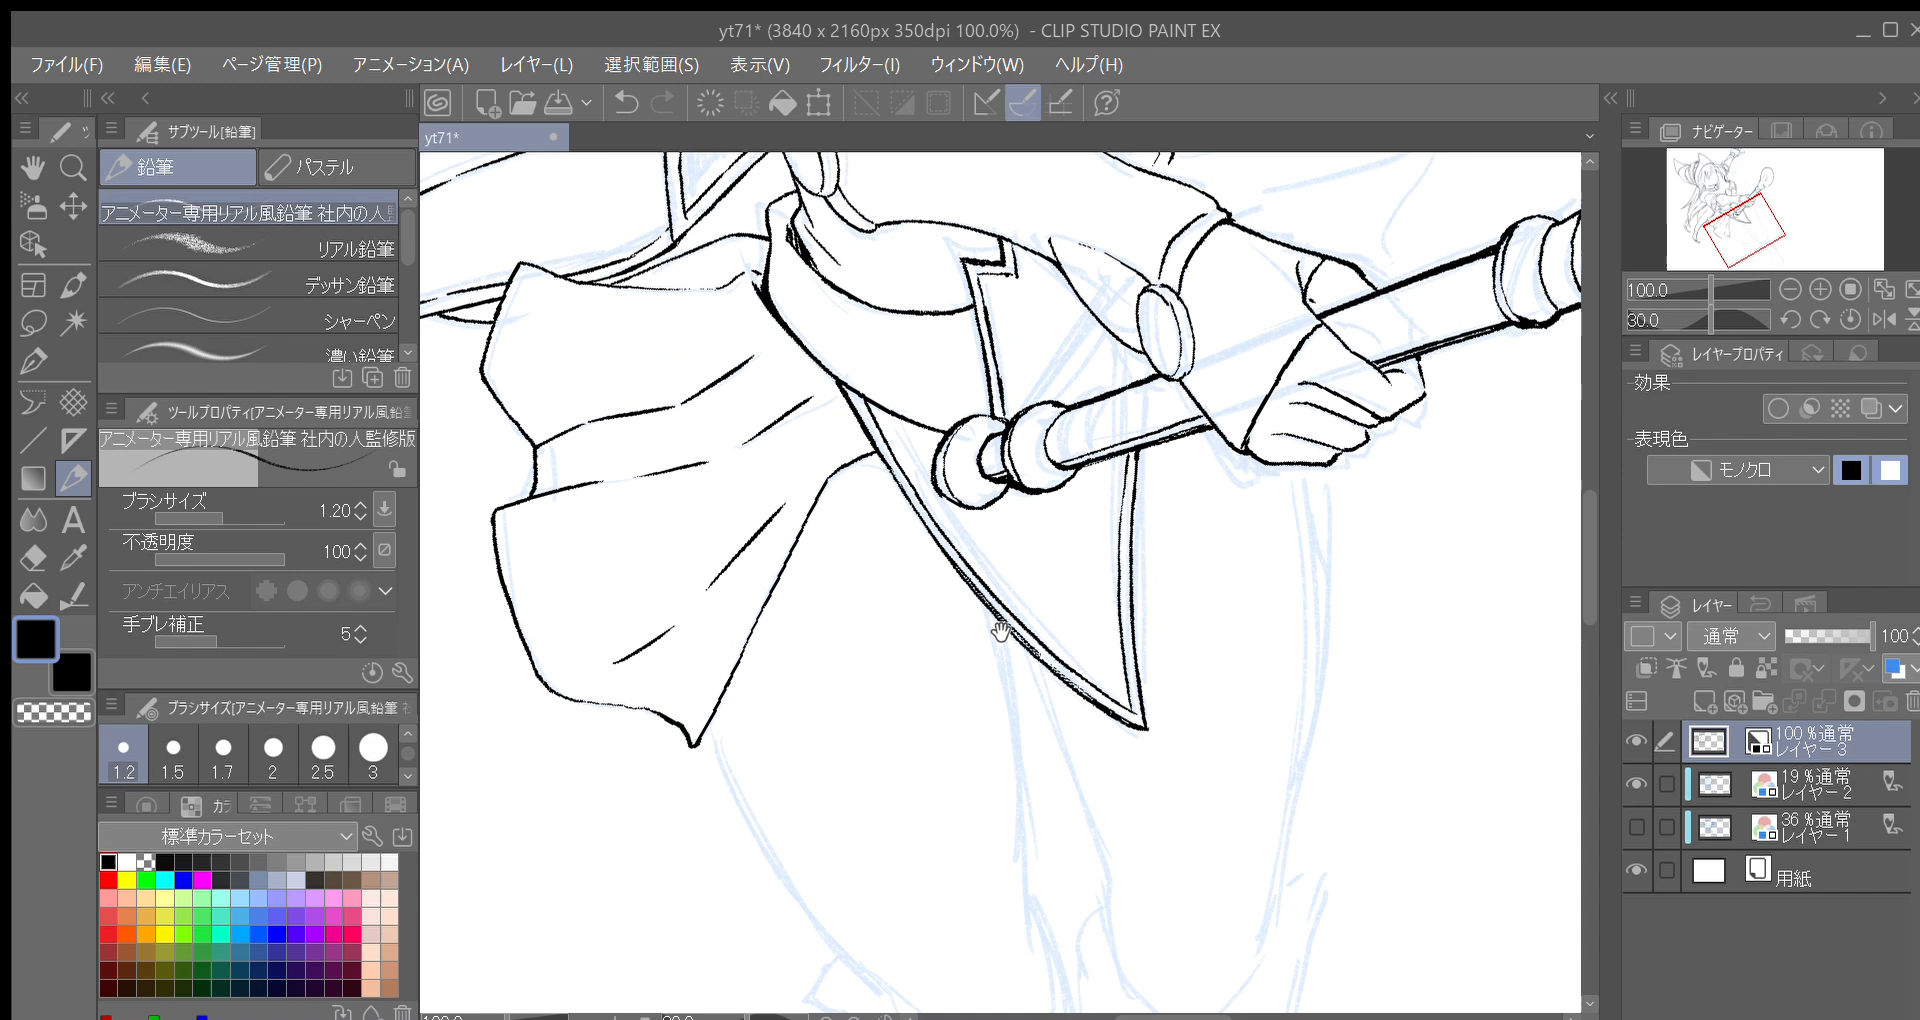 yt71* (3840 x 2160px 350dpi 100.0%) - CLIP STUDIO PAINT EX
ファイル(F) 編集(E) ページ管理(P) アニメーション(A) レイヤー(L) 選択範囲(S) 表示(V) フィルター(I) ウィンドウ(W) ヘルプ(H)
サブツール[鉛筆]
yt71*
鉛筆
パステル
アニメーター専用リアル風鉛筆 社内の人
リアル鉛筆
デッサン鉛筆
シャーペン
濃い鉛筆
ツールプロパティ[アニメーター専用リアル風鉛筆
アニメーター専用リアル風鉛筆 社内の人監修版
ブラシサイズ 1.20
不透明度 100
アンチエイリアス
手ブレ補正 5
ブラシサイズ[アニメーター専用リアル風鉛筆
1.2 1.5 1.7 2 2.5 3
カラ
標準カラーセット
ナビゲーター
100.0
30.0
レイヤープロパティ
効果
表現色
モノクロ
レイヤー
通常 100
100 %通常
レイヤー 3
19 %通常
レイヤー 2
36 %通常
レイヤー 1
用紙